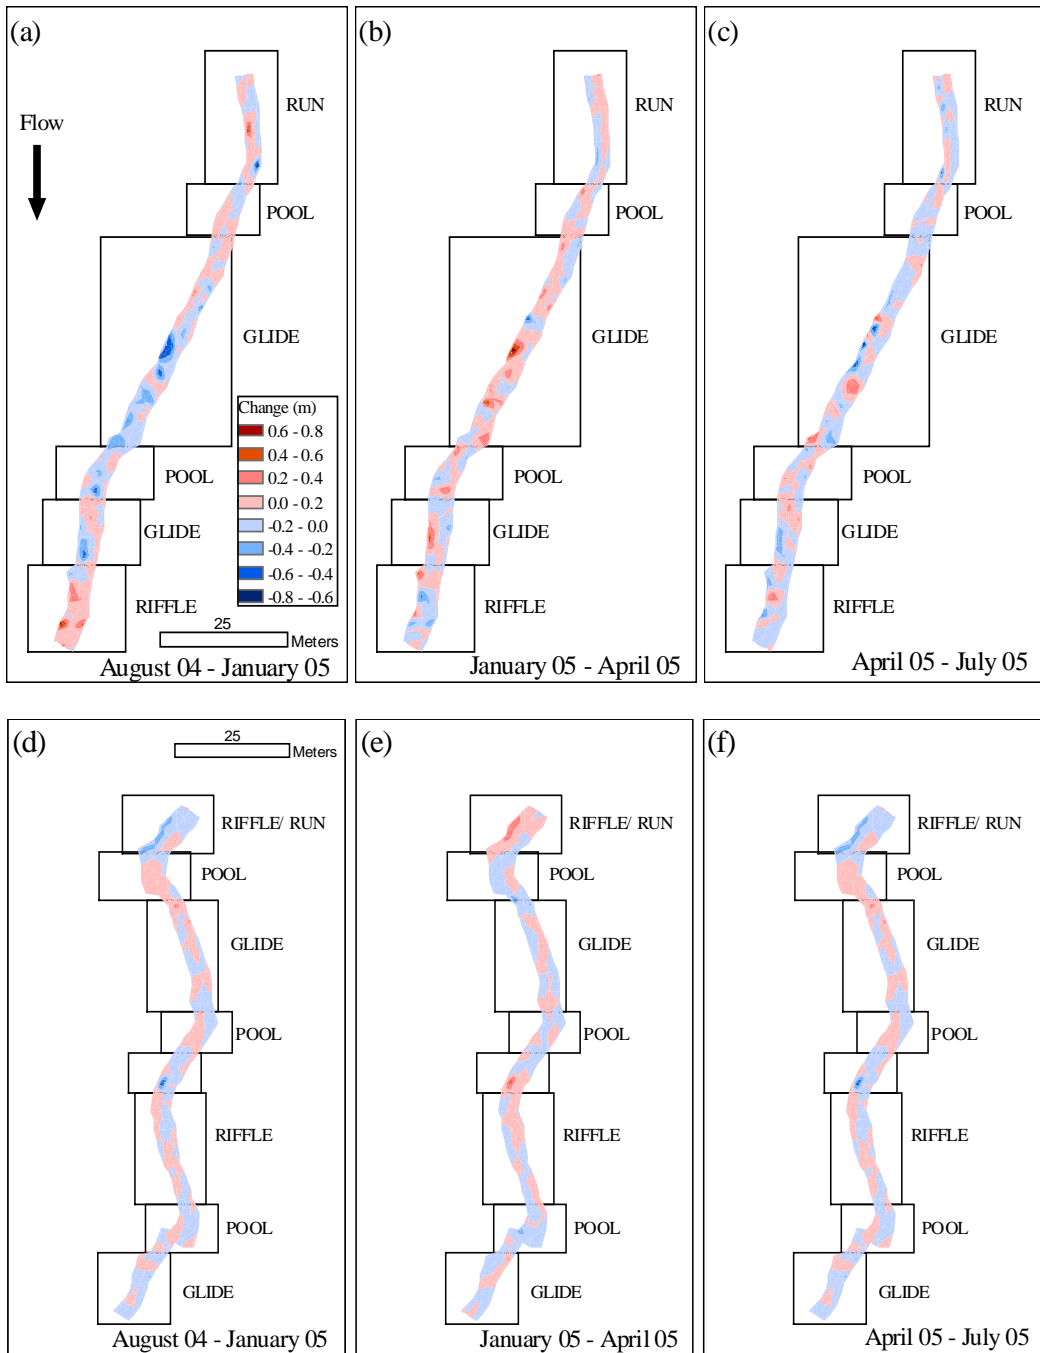 (a)
RUN
Flow
POOL
GLIDE
Change (m)
0.6 - 0.8
0.4 - 0.6
0.2 - 0.4
0.0 - 0.2
-0.2 - 0.0
-0.4 - -0.2
-0.6 - -0.4
-0.8 - -0.6
POOL
GLIDE
RIFFLE
25
Meters
August 04 - January 05
(b)
RUN
POOL
GLIDE
POOL
GLIDE
RIFFLE
January 05 - April 05
(c)
RUN
POOL
GLIDE
POOL
GLIDE
RIFFLE
April 05 - July 05
(d)
25
Meters
RIFFLE/ RUN
POOL
GLIDE
POOL
RIFFLE
POOL
GLIDE
August 04 - January 05
(e)
RIFFLE/ RUN
POOL
GLIDE
POOL
RIFFLE
POOL
GLIDE
January 05 - April 05
(f)
RIFFLE/ RUN
POOL
GLIDE
POOL
RIFFLE
POOL
GLIDE
April 05 - July 05